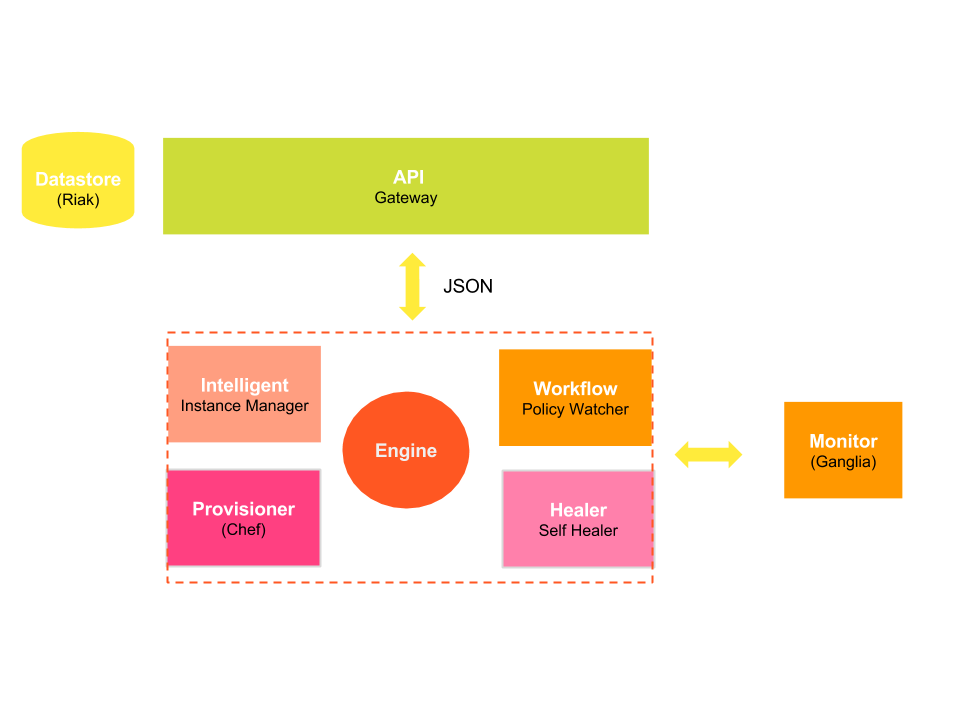 Datastore
(Riak)
API
Gateway
JSON
Intelligent
Instance Manager
Workflow
Policy Watcher
Engine
Monitor
(Ganglia)
Provisioner
(Chef)
Healer
Self Healer